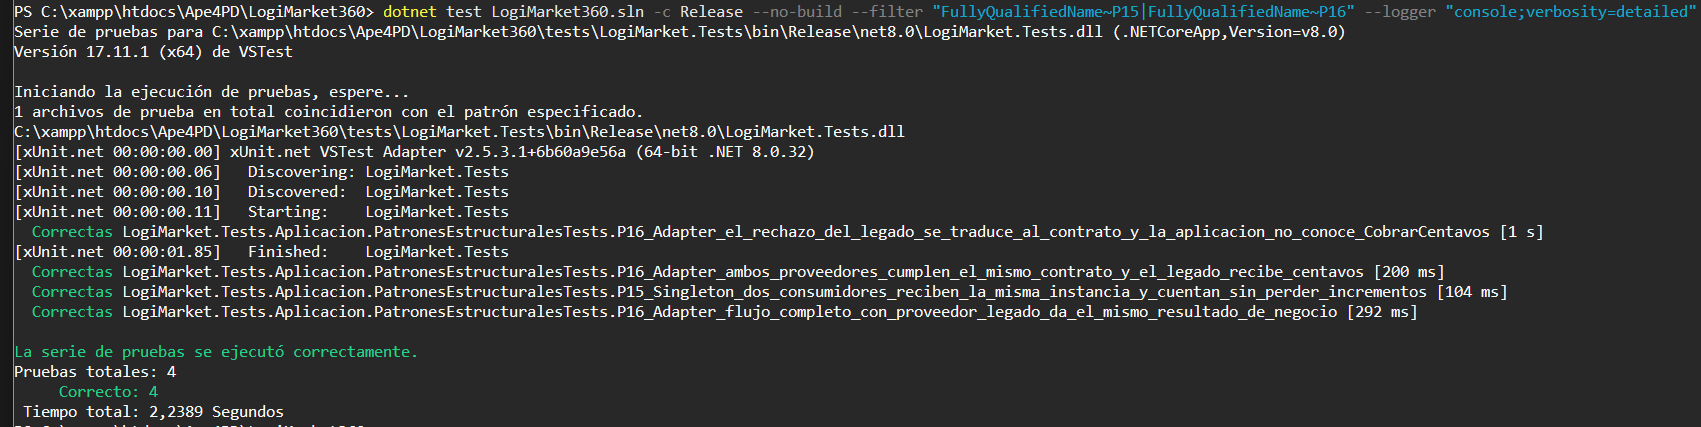 PS C:\xampp\htdocs\Ape4PD\LogiMarket360> dotnet test LogiMarket360.sln -c Release --no-build --filter "FullyQualifiedName~P15|FullyQualifiedName~P16" --logger "console;verbosity=detailed"
Serie de pruebas para C:\xampp\htdocs\Ape4PD\LogiMarket360\tests\LogiMarket.Tests\bin\Release\net8.0\LogiMarket.Tests.dll (.NETCoreApp,Version=v8.0)
Versión 17.11.1 (x64) de VSTest
Iniciando la ejecución de pruebas, espere...
1 archivos de prueba en total coincidieron con el patrón especificado.
C:\xampp\htdocs\Ape4PD\LogiMarket360\tests\LogiMarket.Tests\bin\Release\net8.0\LogiMarket.Tests.dll
[xUnit.net 00:00:00.00] xUnit.net VSTest Adapter v2.5.3.1+6b60a9e56a (64-bit .NET 8.0.32)
[xUnit.net 00:00:00.06]   Discovering: LogiMarket.Tests
[xUnit.net 00:00:00.10]   Discovered:  LogiMarket.Tests
[xUnit.net 00:00:00.11]   Starting:    LogiMarket.Tests
  Correctas LogiMarket.Tests.Aplicacion.PatronesEstructuralesTests.P16_Adapter_el_rechazo_del_legado_se_traduce_al_contrato_y_la_aplicacion_no_conoce_CobrarCentavos [1 s]
[xUnit.net 00:00:01.85]   Finished:    LogiMarket.Tests
  Correctas LogiMarket.Tests.Aplicacion.PatronesEstructuralesTests.P16_Adapter_ambos_proveedores_cumplen_el_mismo_contrato_y_el_legado_recibe_centavos [200 ms]
  Correctas LogiMarket.Tests.Aplicacion.PatronesEstructuralesTests.P15_Singleton_dos_consumidores_reciben_la_misma_instancia_y_cuentan_sin_perder_incrementos [104 ms]
  Correctas LogiMarket.Tests.Aplicacion.PatronesEstructuralesTests.P16_Adapter_flujo_completo_con_proveedor_legado_da_el_mismo_resultado_de_negocio [292 ms]
La serie de pruebas se ejecutó correctamente.
Pruebas totales: 4
     Correcto: 4
 Tiempo total: 2,2389 Segundos